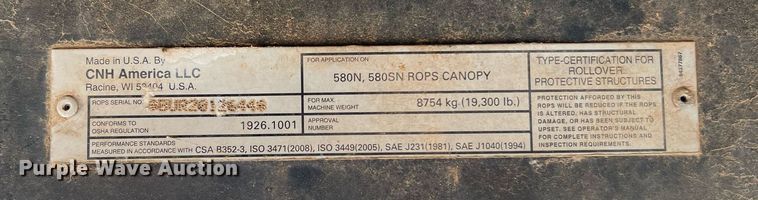 Made in U.S.A. By
CNH America LLC
Racine, WI 53404 U.S.A.
ROPS SERIAL NO.
CONFORMS TO
OSHA REGULATION
1926.1001
PERFORMANCE STANDARDS
MEASURED IN ACCORDANCE WITH CSA B352-3, ISO 3471(2008), ISO 3449(2005), SAE J231(1981), SAE J1040(1994)
FOR APPLICATION ON
580N, 580SN ROPS CANOPY
FOR MAX.
MACHINE WEIGHT
8754 kg (19,300 lb.)
APPROVAL
NUMBER
TYPE-CERTIFICATION FOR
ROLLOVER
PROTECTIVE STRUCTURES
PROTECTION AFFORDED BY THIS
ROPS WILL BE REDUCED IF THE ROPS
IS ALTERED, HAS STRUCTURAL
DAMAGE, OR HAS BEEN SUBJECT TO
UPSET. SEE OPERATOR'S MANUAL
FOR COMPLETE INSTRUCTIONS
AND EXPLANATION
Purple Wave Auction